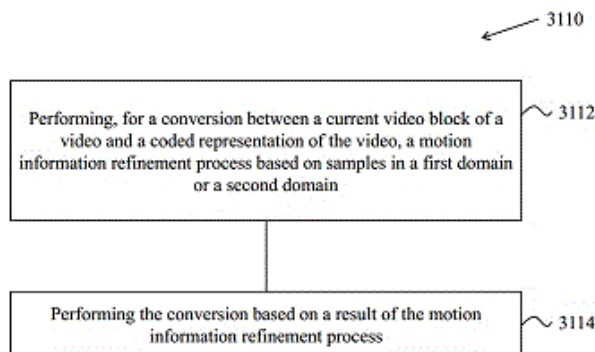 3110
Performing, for a conversion between a current video block of a
video and a coded representation of the video, a motion
information refinement process based on samples in a first domain
or a second domain
3112
Performing the conversion based on a result of the motion
information refinement process
3114